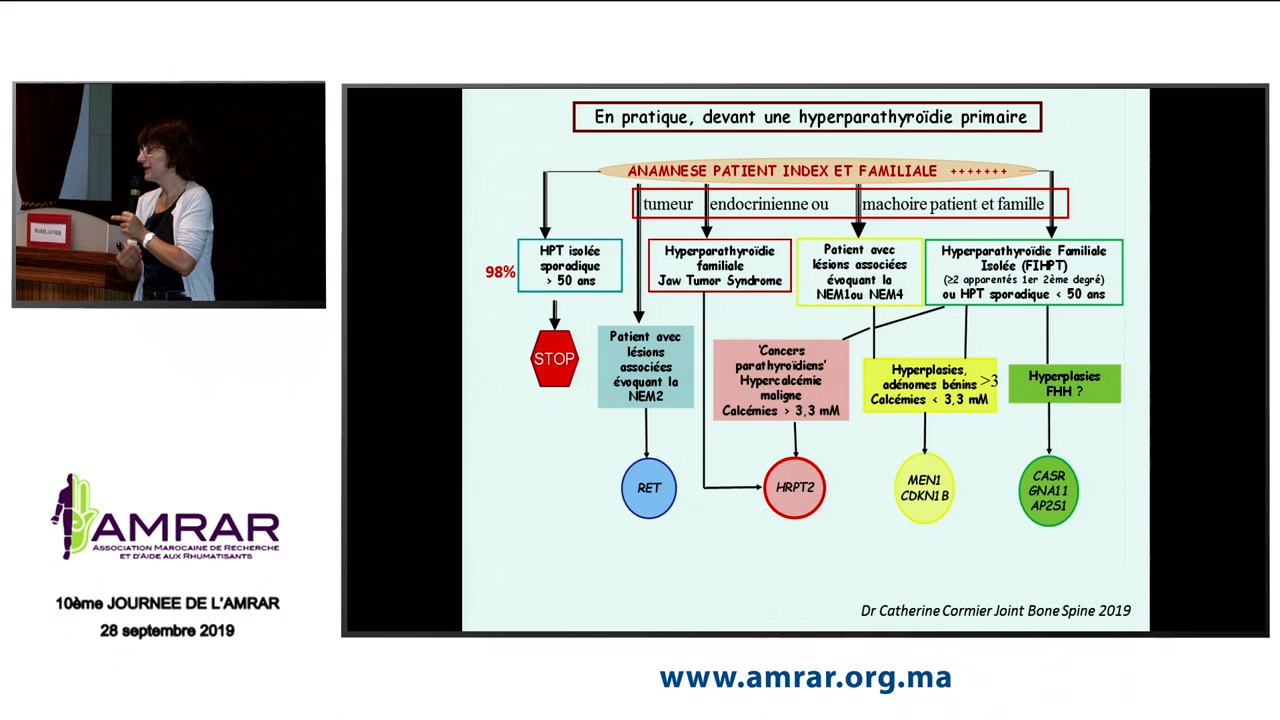 En pratique, devant une hyperparathyroïdie primaire
ANAMNESE PATIENT INDEX ET FAMILIALE +++++++
tumeur endocrinienne ou machoire patient et famille
98%
HPT isolée
sporadique
> 50 ans
Hyperparathyroïdie
familiale
Jaw Tumor Syndrome
Patient avec
lésions associées
évoquant la
NEM1ou NEM4
Hyperparathyroïdie Familiale
Isolée (FIHPT)
(≥2 apparentés 1er 2ème degré)
ou HPT sporadique < 50 ans
STOP
Patient avec
lésions
associées
évoquant la
NEM2
'Cancers
parathyroïdiens'
Hypercalcémie
maligne
Calcémies > 3,3 mM
Hyperplasies,
adénomes bénins >3
Calcémies < 3,3 mM
Hyperplasies
FHH ?
RET
HRPT2
MEN1
CDKN1B
CASR
GNA11
AP2S1
Dr Catherine Cormier Joint Bone Spine 2019
AMRAR
ASSOCIATION MAROCAINE DE RECHERCHE
ET D'AIDE AUX RHUMATISANTS
10ème JOURNEE DE L'AMRAR
28 septembre 2019
www.amrar.org.ma